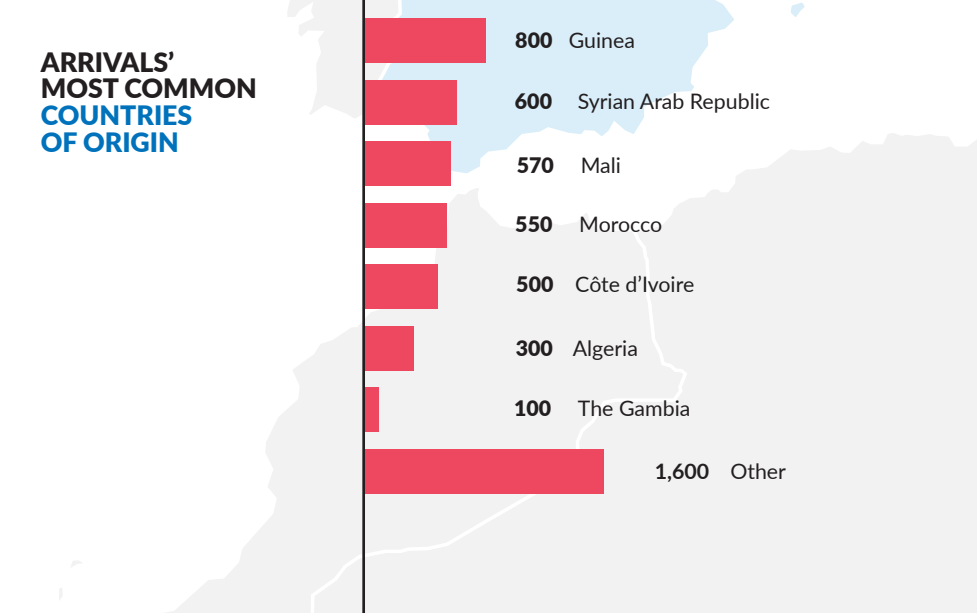 ARRIVALS’
MOST COMMON
COUNTRIES
OF ORIGIN
800 Guinea
600 Syrian Arab Republic
570 Mali
550 Morocco
500 Côte d’Ivoire
300 Algeria
100 The Gambia
1,600 Other